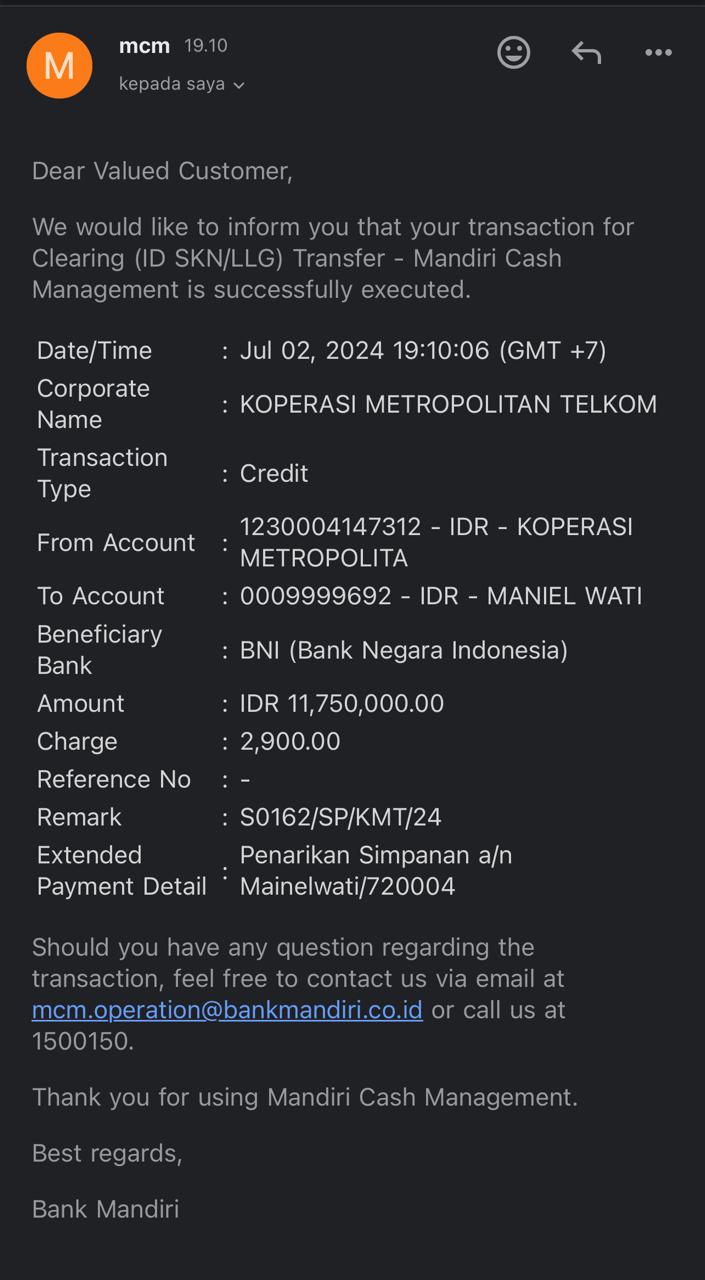 M
mcm 19.10
kepada saya
Dear Valued Customer,
We would like to inform you that your transaction for
Clearing (ID SKN/LLG) Transfer - Mandiri Cash
Management is successfully executed.
Date/Time : Jul 02, 2024 19:10:06 (GMT +7)
Corporate
Name : KOPERASI METROPOLITAN TELKOM
Transaction
Type : Credit
From Account : 1230004147312 - IDR - KOPERASI
METROPOLITA
To Account : 0009999692 - IDR - MANIEL WATI
Beneficiary
Bank : BNI (Bank Negara Indonesia)
Amount : IDR 11,750,000.00
Charge : 2,900.00
Reference No : -
Remark : S0162/SP/KMT/24
Extended : Penarikan Simpanan a/n
Payment Detail Mainelwati/720004
Should you have any question regarding the
transaction, feel free to contact us via email at
mcm.operation@bankmandiri.co.id or call us at
1500150.
Thank you for using Mandiri Cash Management.
Best regards,
Bank Mandiri